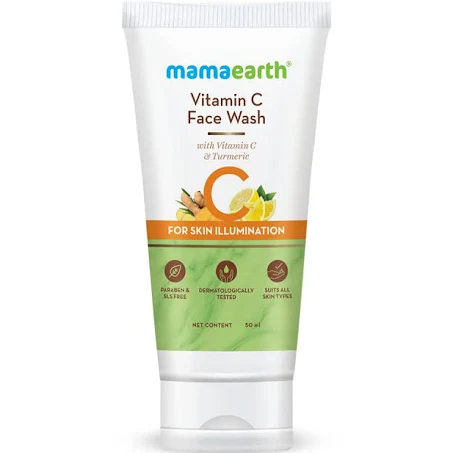 mamaearth®
Vitamin C
Face Wash
with Vitamin C
& Turmeric
C
FOR SKIN ILLUMINATION
PARABEN &
SLS FREE
DERMATOLOGICALLY
TESTED
SUITS ALL
SKIN TYPES
NET CONTENT 50 ml